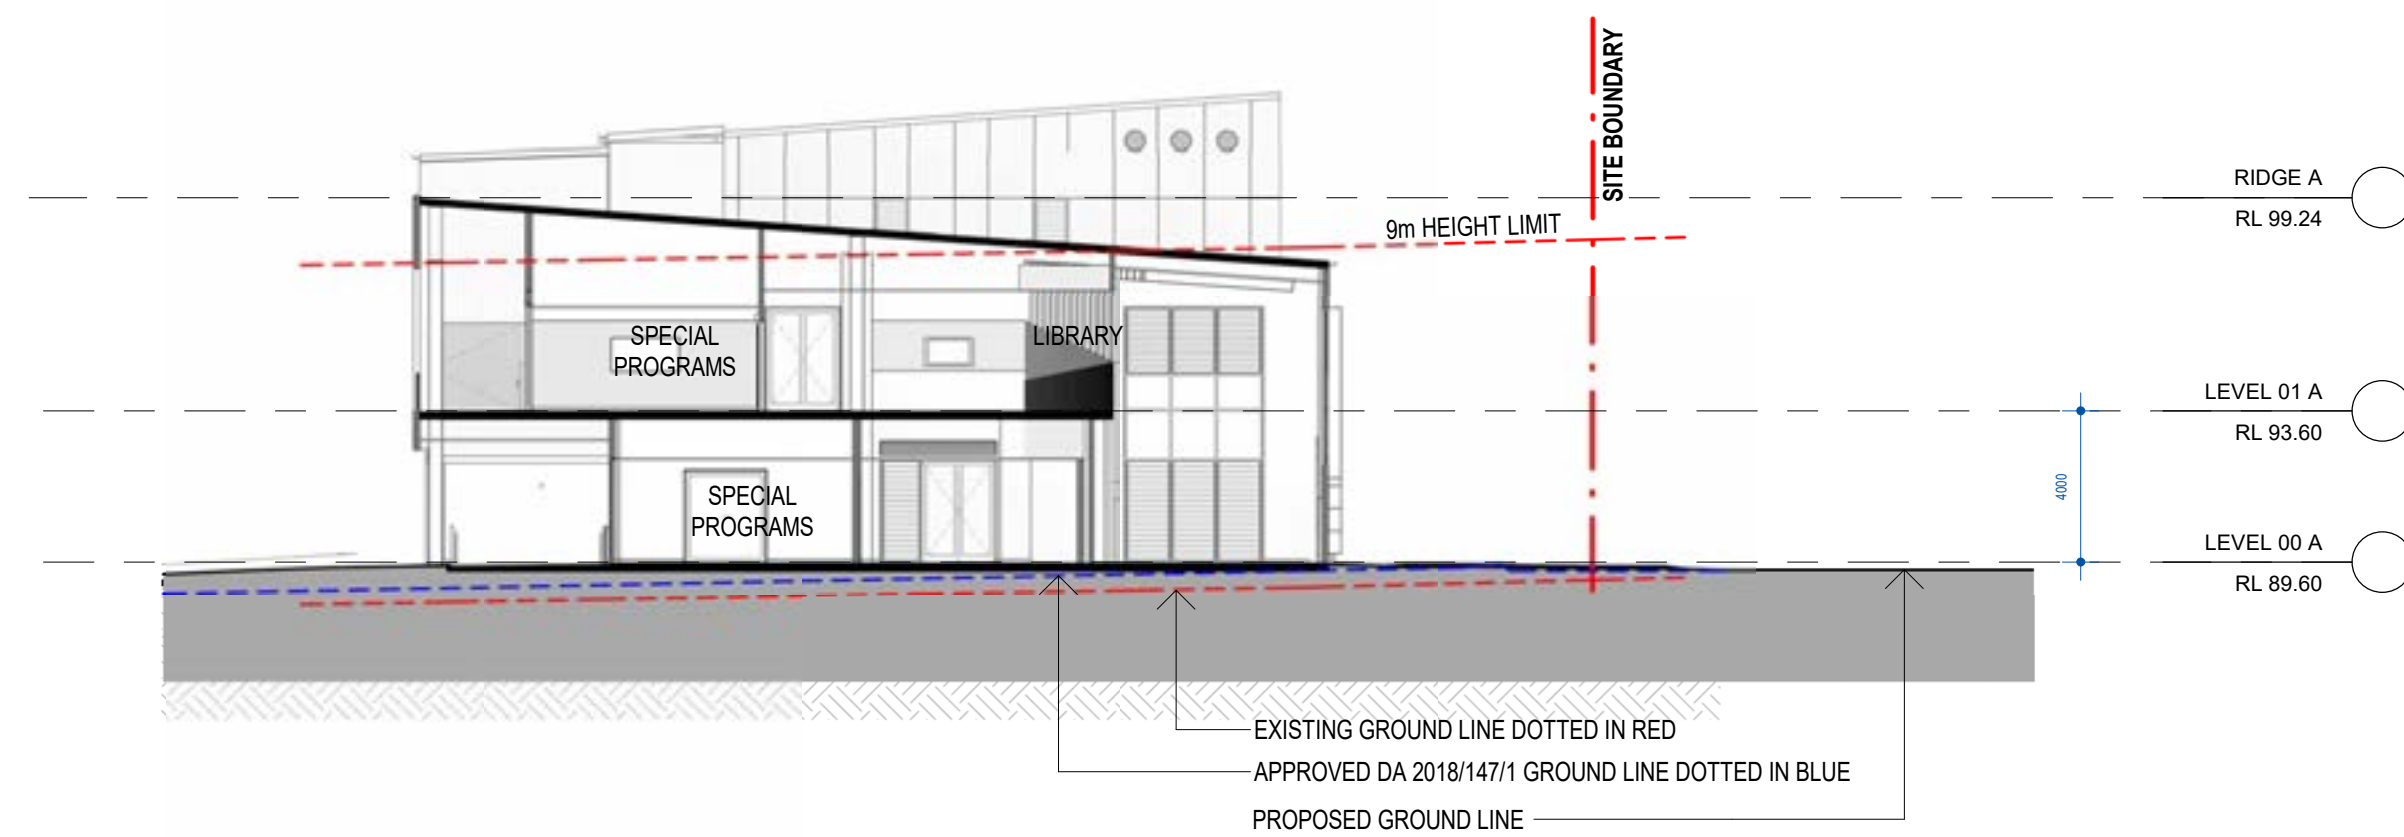 SITE BOUNDARY
RIDGE A
RL 99.24
9m HEIGHT LIMIT
SPECIAL
PROGRAMS
LIBRARY
LEVEL 01 A
RL 93.60
4000
SPECIAL
PROGRAMS
LEVEL 00 A
RL 89.60
EXISTING GROUND LINE DOTTED IN RED
APPROVED DA 2018/147/1 GROUND LINE DOTTED IN BLUE
PROPOSED GROUND LINE